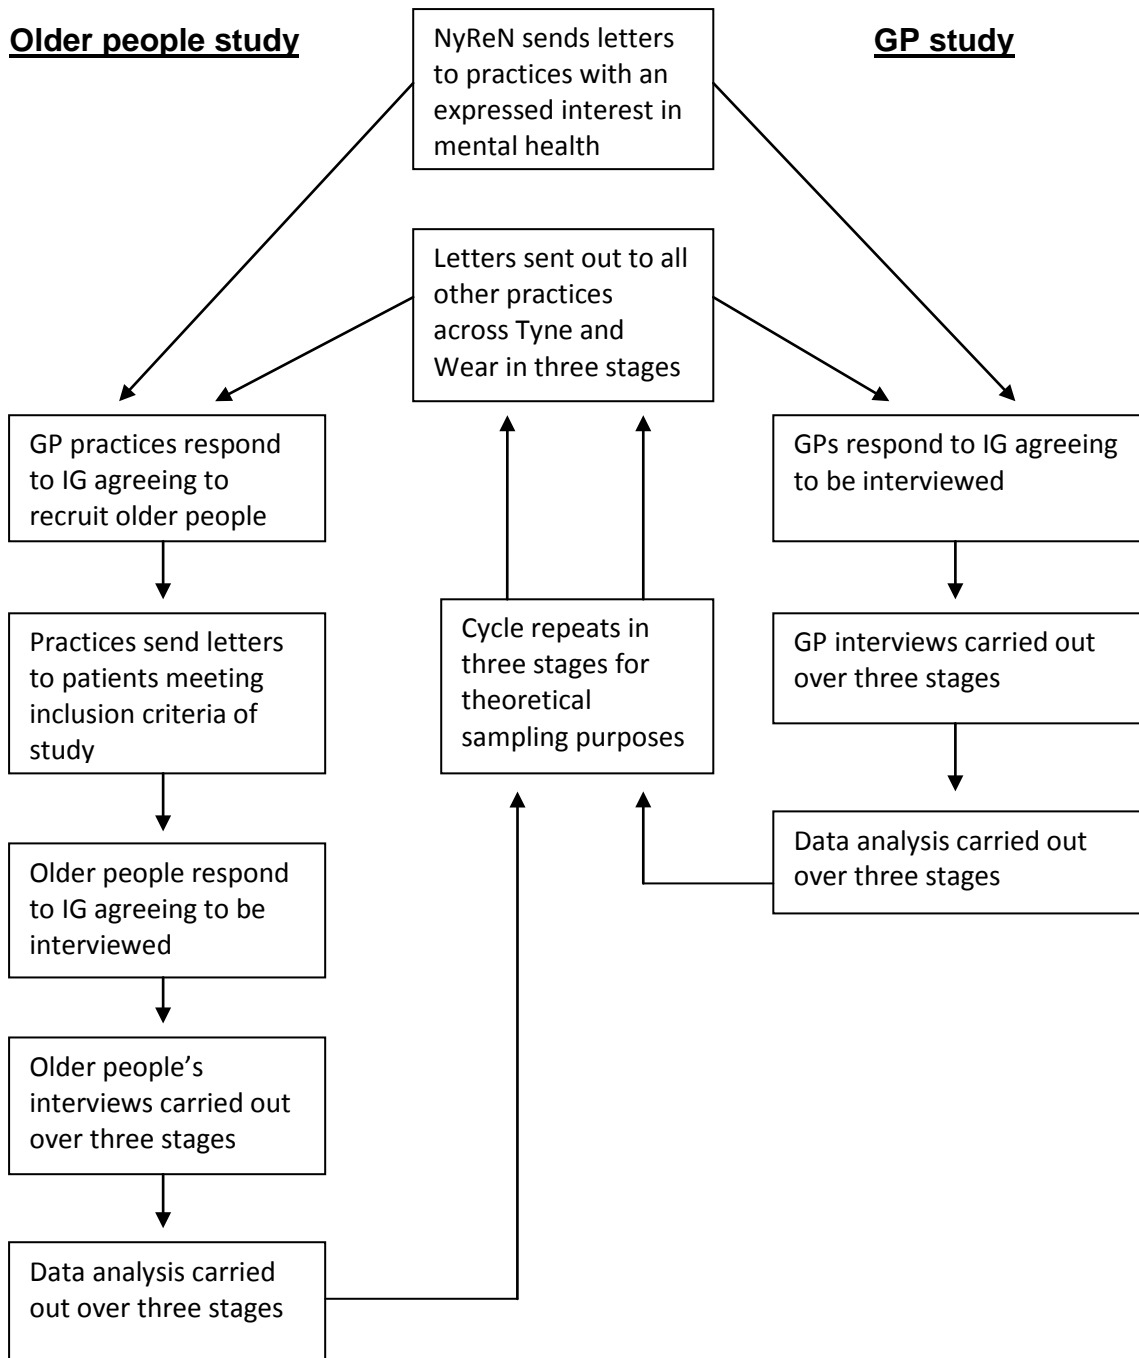 Older people study
NyReN sends letters
to practices with an
expressed interest in
mental health
GP study
Letters sent out to all
other practices
across Tyne and
Wear in three stages
GP practices respond
to IG agreeing to
recruit older people
GPs respond to IG agreeing
to be interviewed
Practices send letters
to patients meeting
inclusion criteria of
study
Cycle repeats in
three stages for
theoretical
sampling purposes
GP interviews carried out
over three stages
Older people respond
to IG agreeing to be
interviewed
Data analysis carried out
over three stages
Older people’s
interviews carried out
over three stages
Data analysis carried
out over three stages